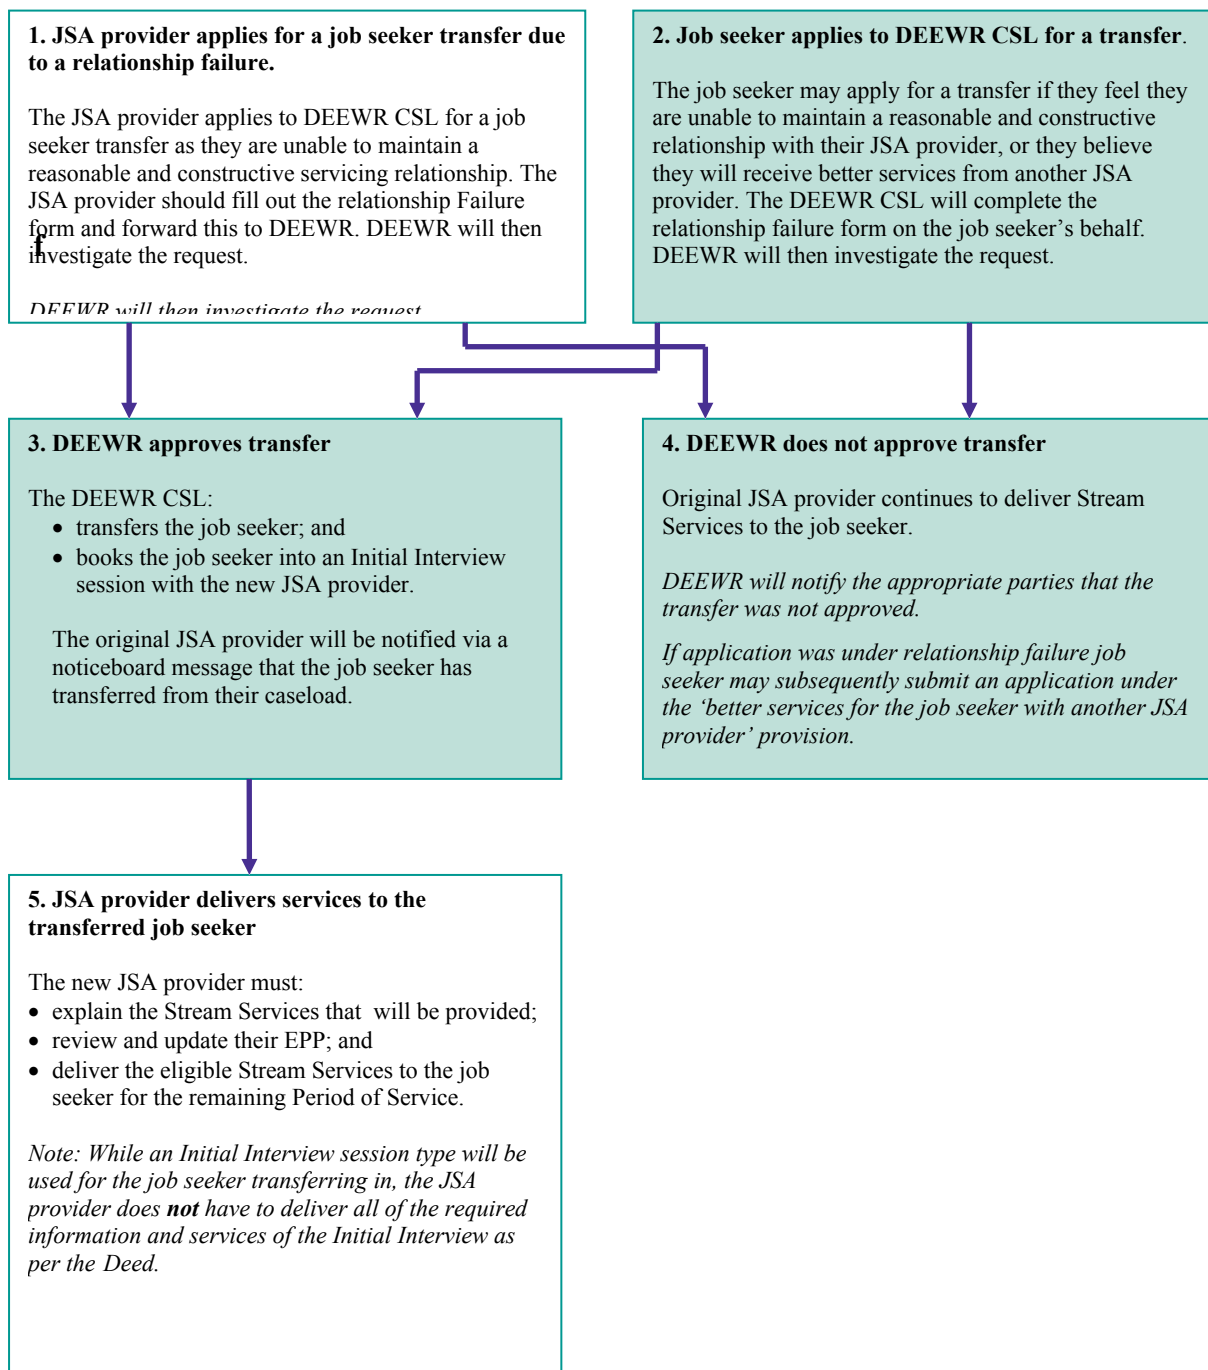 1. JSA provider applies for a job seeker transfer due
to a relationship failure.
The JSA provider applies to DEEWR CSL for a job
seeker transfer as they are unable to maintain a
reasonable and constructive servicing relationship. The
JSA provider should fill out the relationship Failure
form and forward this to DEEWR. DEEWR will then
f
investigate the request.
DEEWR will then investigate the request
2. Job seeker applies to DEEWR CSL for a transfer.
The job seeker may apply for a transfer if they feel they
are unable to maintain a reasonable and constructive
relationship with their JSA provider, or they believe
they will receive better services from another JSA
provider. The DEEWR CSL will complete the
relationship failure form on the job seeker’s behalf.
DEEWR will then investigate the request.
3. DEEWR approves transfer
The DEEWR CSL:
• transfers the job seeker; and
• books the job seeker into an Initial Interview
session with the new JSA provider.
The original JSA provider will be notified via a
noticeboard message that the job seeker has
transferred from their caseload.
4. DEEWR does not approve transfer
Original JSA provider continues to deliver Stream
Services to the job seeker.
DEEWR will notify the appropriate parties that the
transfer was not approved.
If application was under relationship failure job
seeker may subsequently submit an application under
the ‘better services for the job seeker with another JSA
provider’ provision.
5. JSA provider delivers services to the
transferred job seeker
The new JSA provider must:
• explain the Stream Services that will be provided;
• review and update their EPP; and
• deliver the eligible Stream Services to the job
seeker for the remaining Period of Service.
Note: While an Initial Interview session type will be
used for the job seeker transferring in, the JSA
provider does not have to deliver all of the required
information and services of the Initial Interview as
per the Deed.